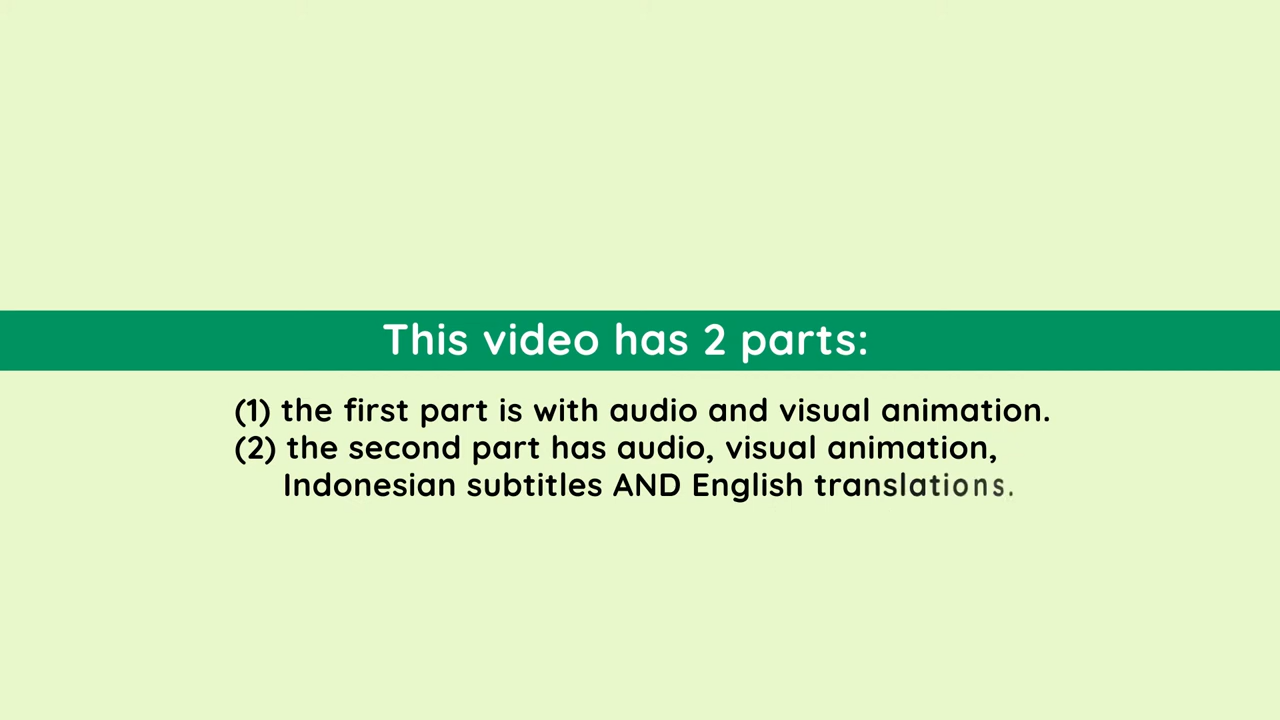 This video has 2 parts:
(1) the first part is with audio and visual animation.
(2) the second part has audio, visual animation,
Indonesian subtitles AND English translations.